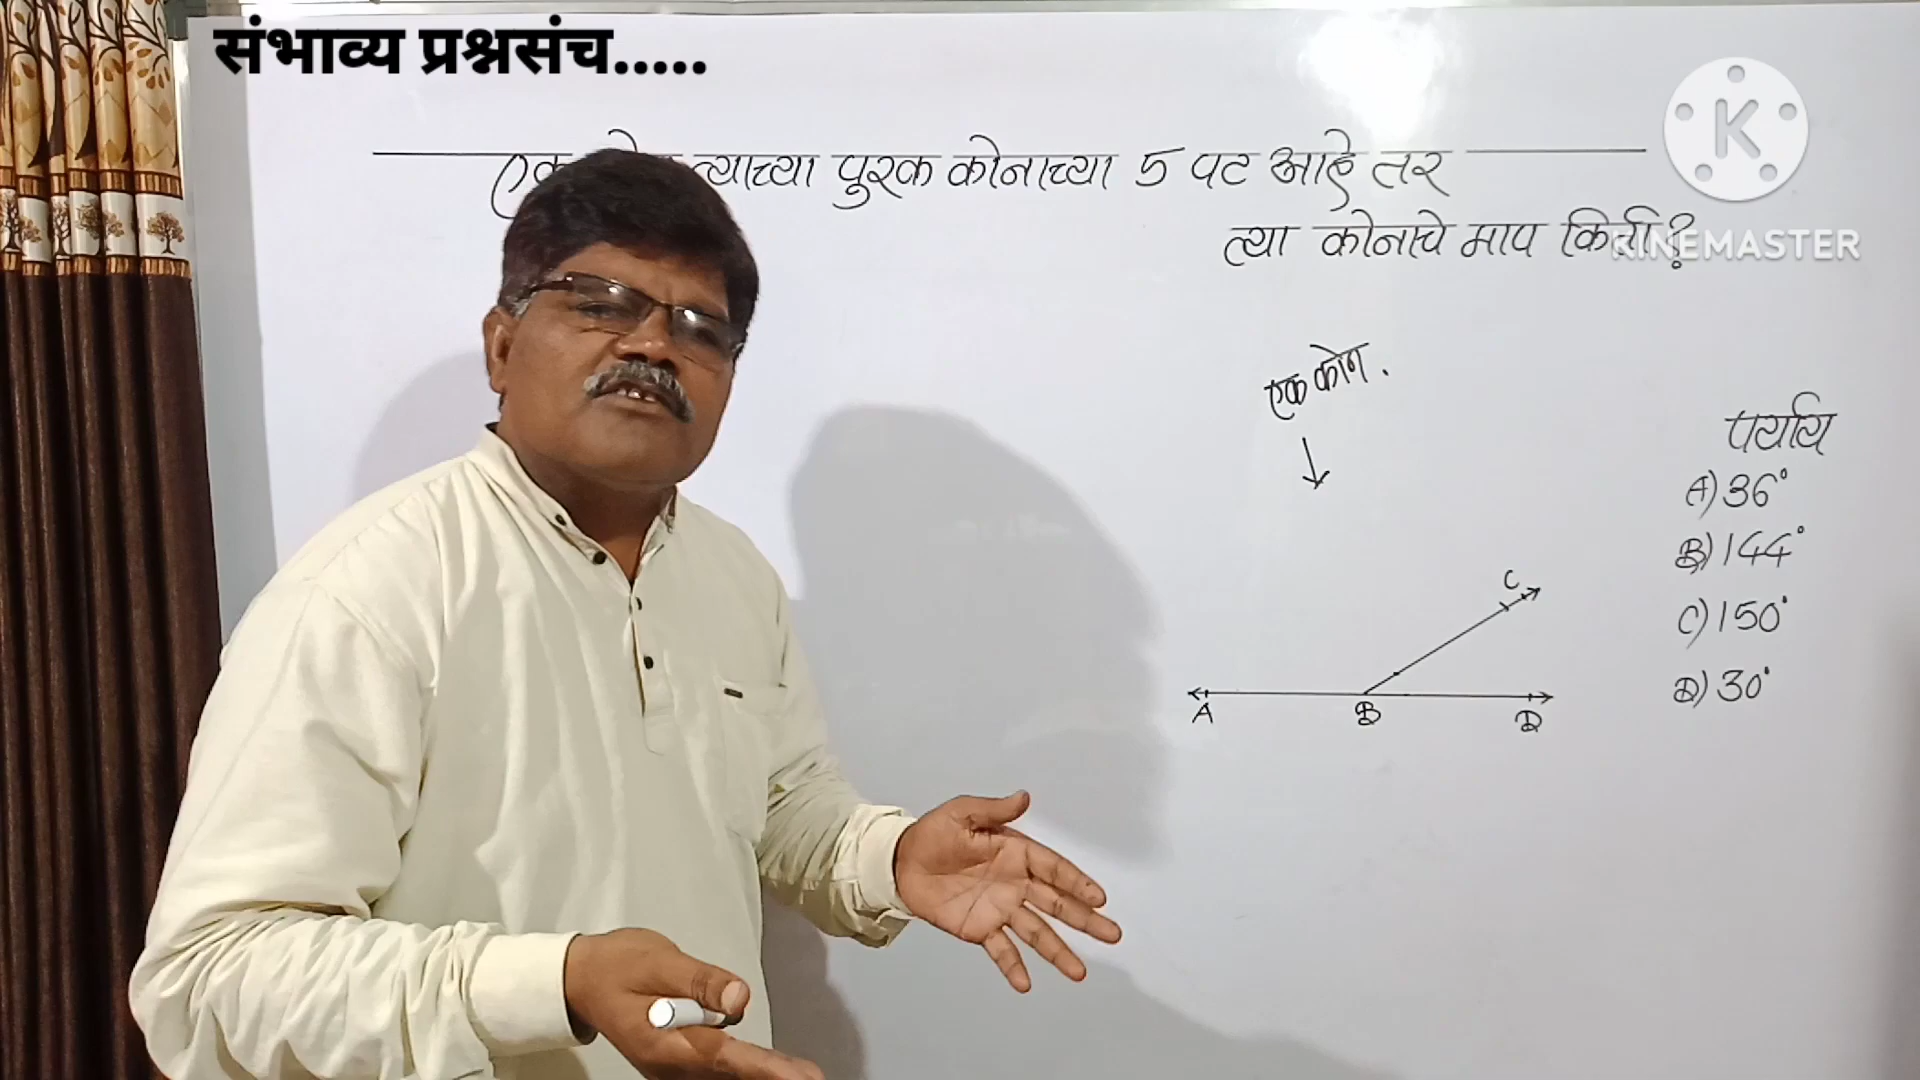 संभाव्य प्रश्नसंच.....
K
KINEMASTER
त्याच्या पुरक कोनाच्या 5 पट आहे तर
त्या कोनाचे माप किती?
एक कोन.
पर्याय
A) 36°
B) 144°
C) 150°
D) 30°
C
A B D